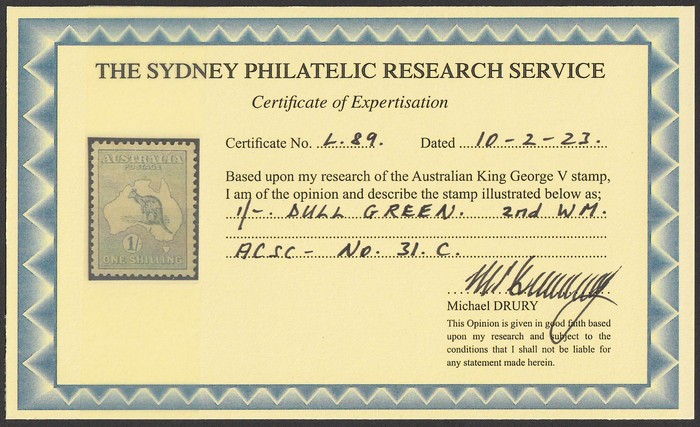 THE SYDNEY PHILATELIC RESEARCH SERVICE
Certificate of Expertisation
Certificate No. L.89. Dated 10-2-23.
Based upon my research of the Australian King George V stamp,
I am of the opinion and describe the stamp illustrated below as;
1/-. DULL GREEN. 2nd WM.
ACSC- No. 31. C.
AUSTRALIA
POSTAGE
1/-
ONE SHILLING
Michael DRURY
This Opinion is given in good faith based
upon my research and subject to the
conditions that I shall not be liable for
any statement made herein.